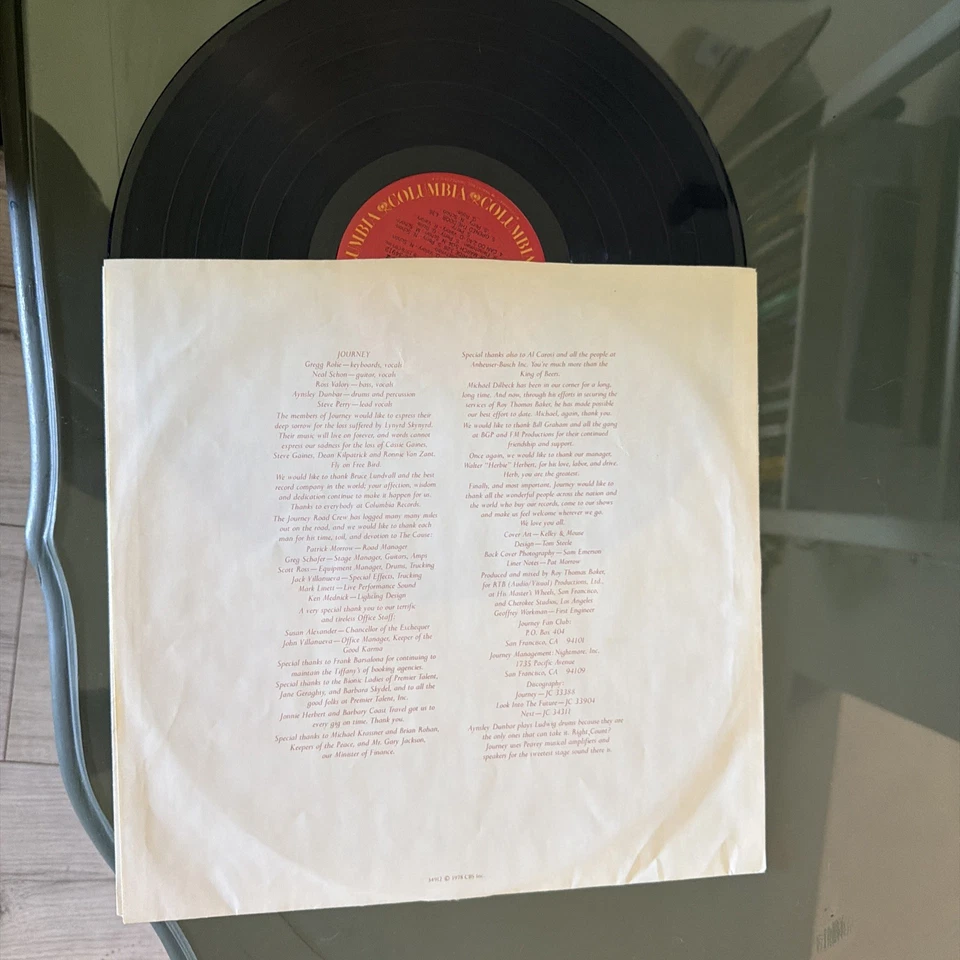 COLUMBIA COLUMBIA
JOURNEY
Gregg Rolie—keyboards, vocals
Neal Schon—guitar, vocals
Ross Valory—bass, vocals
Aynsley Dunbar—drums and percussion
Steve Perry—lead vocals
The members of Journey would like to express their
deep sorrow for the loss suffered by Lynyrd Skynyrd.
Their music will live on forever, and words cannot
express our sadness for the loss of Cassie Gaines,
Steve Gaines, Dean Kilpatrick and Ronnie Van Zant.
Fly on Free Bird.
We would like to thank Bruce Lundvall and the best
record company in the world; your affection, wisdom
and dedication continue to make it happen for us.
Thanks to everybody at Columbia Records.
The Journey Road Crew has logged many many miles
out on the road, and we would like to thank each
man for his time, toil, and devotion to The Cause:
Patrick Morrow—Road Manager
Greg Schofer—Stage Manager, Guitars, Amps
Scott Ross—Equipment Manager, Drums, Trucking
Jack Villanueva—Special Effects, Trucking
Mark Linett—Live Performance Sound
Ken Mednick—Lighting Design
A very special thank you to our terrific
and tireless Office Staff:
Susan Alexander—Chancellor of the Exchequer
John Villanueva—Office Manager, Keeper of the
Good Karma
Special thanks to Frank Barsalona for continuing to
maintain the Tiffany's of booking agencies.
Special thanks to the Bionic Ladies of Premier Talent,
Jane Geraghty, and Barbara Skydel, and to all the
good folks at Premier Talent, Inc.
Jonnie Herbert and Barbary Coast Travel got us to
every gig on time. Thank you.
Special thanks to Michael Krassner and Brian Rohan,
Keepers of the Peace, and Mr. Gary Jackson,
our Minister of Finance.
Special thanks also to Al Carosi and all the people at
Anheuser-Busch Inc. You're much more than the
King of Beers.
Michael Dilbeck has been in our corner for a long,
long time. And now, through his efforts in securing the
services of Roy Thomas Baker, he has made possible
our best effort to date. Michael, again, thank you.
We would like to thank Bill Graham and all the gang
at BGP and FM Productions for their continued
friendship and support.
Once again, we would like to thank our manager,
Walter "Herbie" Herbert, for his love, labor, and drive.
Herb, you are the greatest.
Finally, and most important, Journey would like to
thank all the wonderful people across the nation and
the world who buy our records, come to our shows
and make us feel welcome wherever we go.
We love you all.
Cover Art—Kelley & Mouse
Design—Tom Steele
Back Cover Photography—Sam Emerson
Liner Notes—Pat Morrow
Produced and mixed by Roy Thomas Baker,
for RTB (Audio/Visual) Productions, Ltd.,
at His Master's Wheels, San Francisco,
and Cherokee Studios, Los Angeles
Geoffrey Workman—First Engineer
Journey Fan Club:
P.O. Box 404
San Francisco, CA 94101
Journey Management: Nightmare, Inc.
1735 Pacific Avenue
San Francisco, CA 94109
Discography:
Journey—JC 33388
Look Into The Future—JC 33904
Next—JC 34311
Aynsley Dunbar plays Ludwig drums because they are
the only ones that can take it. Right, Count?
Journey uses Peavey musical amplifiers and
speakers for the sweetest stage sound there is.
34912 © 1978 CBS Inc.